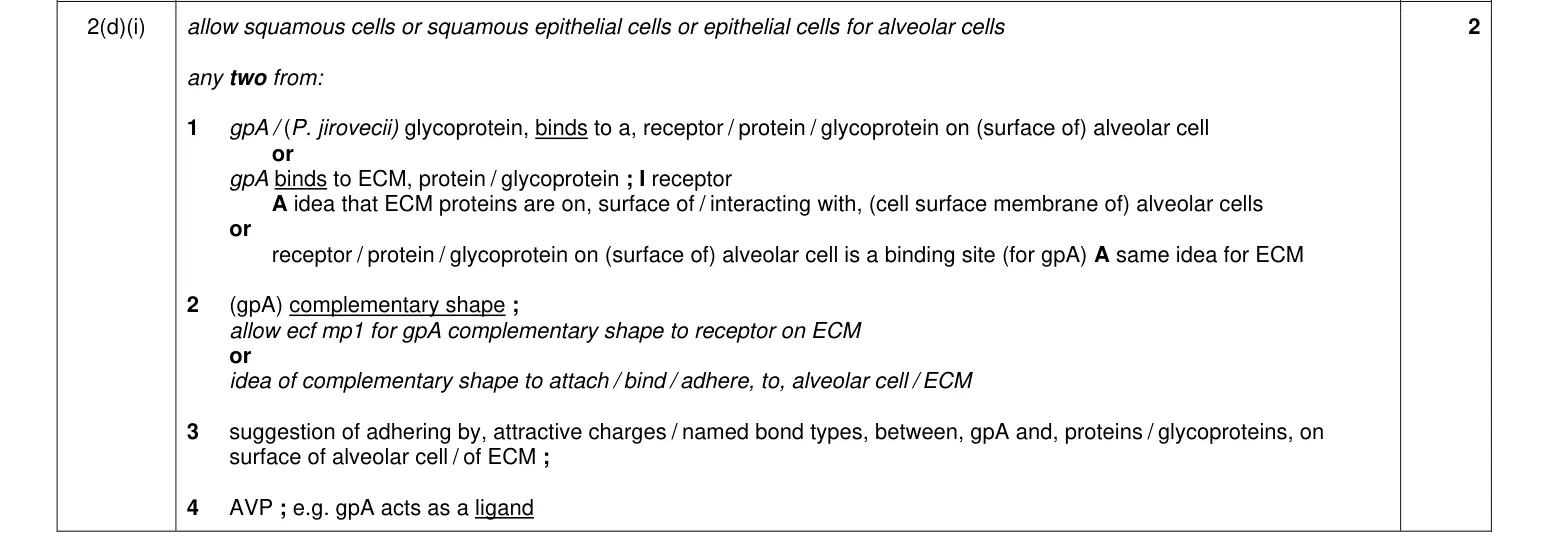 2(d)(i) allow squamous cells or squamous epithelial cells or epithelial cells for alveolar cells 2
any two from:
1 gpA / (P. jirovecii) glycoprotein, binds to a, receptor / protein / glycoprotein on (surface of) alveolar cell
or
gpA binds to ECM, protein / glycoprotein ; I receptor
A idea that ECM proteins are on, surface of / interacting with, (cell surface membrane of) alveolar cells
or
receptor / protein / glycoprotein on (surface of) alveolar cell is a binding site (for gpA) A same idea for ECM
2 (gpA) complementary shape ;
allow ecf mp1 for gpA complementary shape to receptor on ECM
or
idea of complementary shape to attach / bind / adhere, to, alveolar cell / ECM
3 suggestion of adhering by, attractive charges / named bond types, between, gpA and, proteins / glycoproteins, on
surface of alveolar cell / of ECM ;
4 AVP ; e.g. gpA acts as a ligand